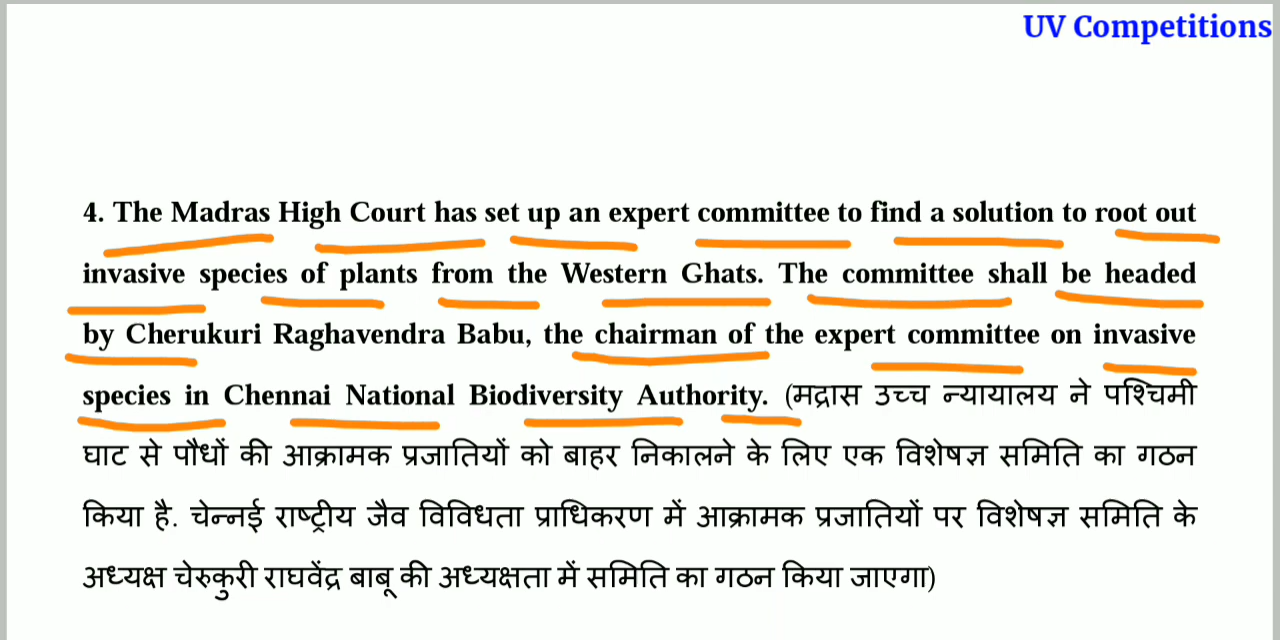 UV Competitions
4. The Madras High Court has set up an expert committee to find a solution to root out
invasive species of plants from the Western Ghats. The committee shall be headed
by Cherukuri Raghavendra Babu, the chairman of the expert committee on invasive
species in Chennai National Biodiversity Authority. (मद्रास उच्च न्यायालय ने पश्चिमी
घाट से पौधों की आक्रामक प्रजातियों को बाहर निकालने के लिए एक विशेषज्ञ समिति का गठन
किया है. चेन्नई राष्ट्रीय जैव विविधता प्राधिकरण में आक्रामक प्रजातियों पर विशेषज्ञ समिति के
अध्यक्ष चेरुकुरी राघवेंद्र बाबू की अध्यक्षता में समिति का गठन किया जाएगा)